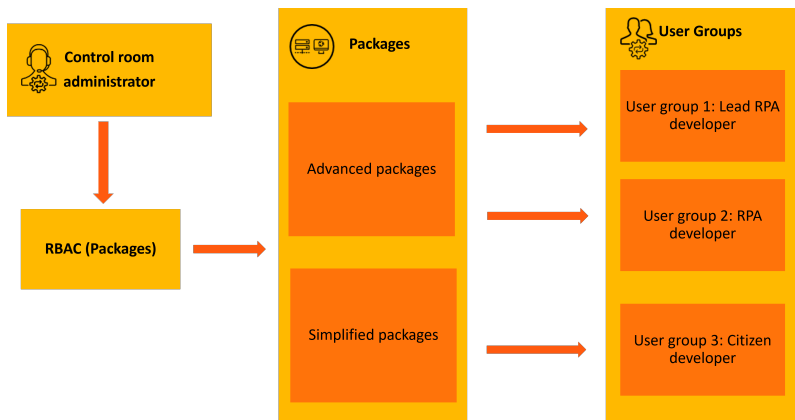 Control room
administrator
RBAC (Packages)
Packages
Advanced packages
Simplified packages
User Groups
User group 1: Lead RPA
developer
User group 2: RPA
developer
User group 3: Citizen
developer